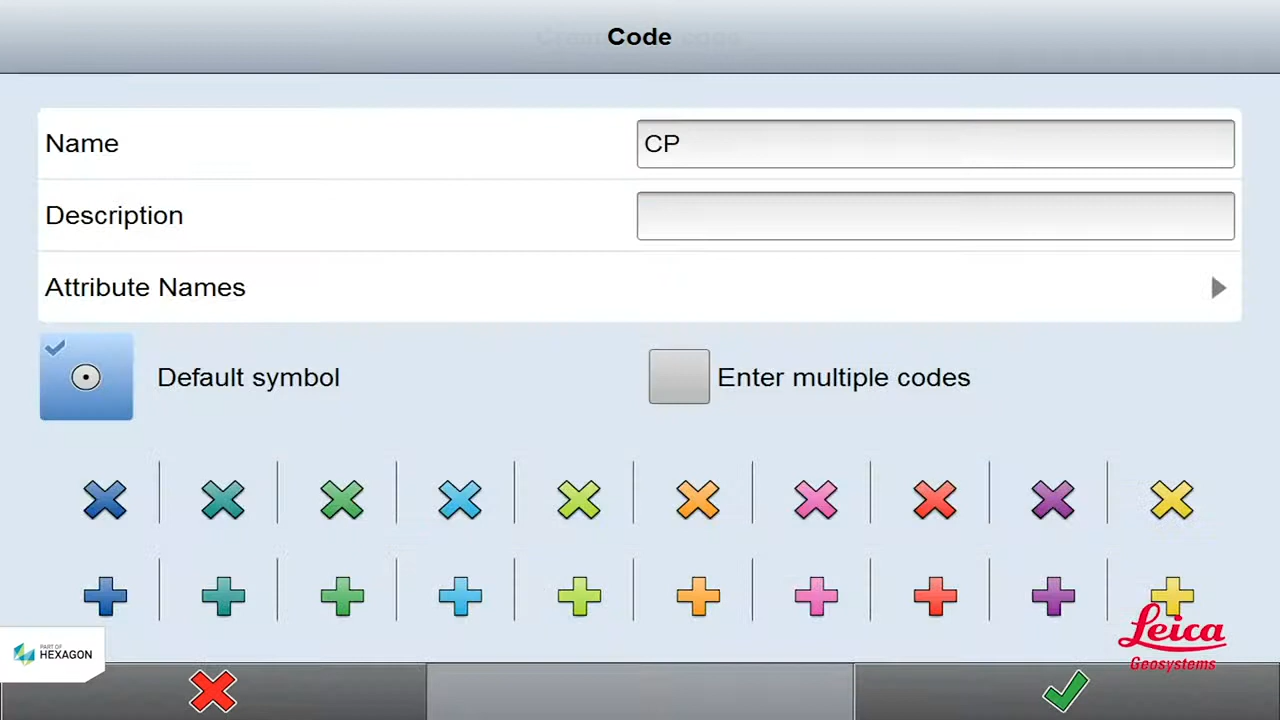 Code
Name
CP
Description
Attribute Names
Default symbol
Enter multiple codes
Leica
Geosystems
PART OF
HEXAGON